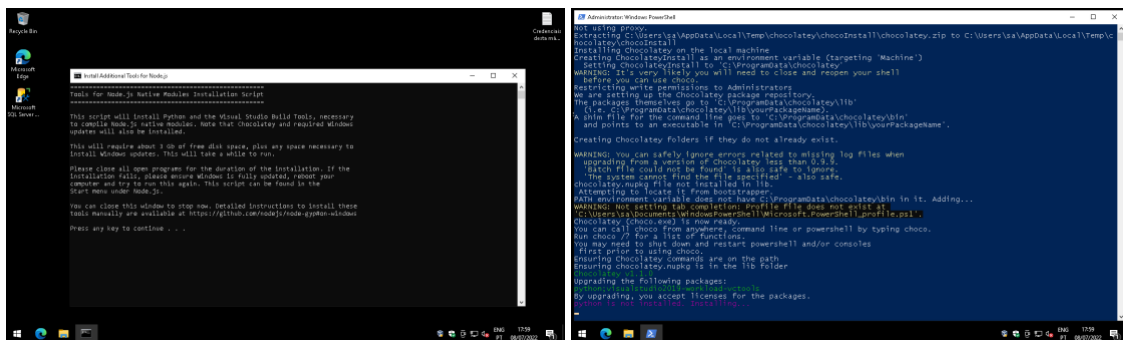 Recycle Bin
Microsoft
Edge
Microsoft
SQL Server ...
Credenciais
desta má...
Install Additional Tools for Node.js
====================================================
Tools for Node.js Native Modules Installation Script
====================================================
This script will install Python and the Visual Studio Build Tools, necessary
to compile Node.js native modules. Note that Chocolatey and required Windows
updates will also be installed.
This will require about 3 Gb of free disk space, plus any space necessary to
install Windows updates. This will take a while to run.
Please close all open programs for the duration of the installation. If the
installation fails, please ensure Windows is fully updated, reboot your
computer and try to run this again. This script can be found in the
Start menu under Node.js.
You can close this window to stop now. Detailed instructions to install these
tools manually are available at https://github.com/nodejs/node-gyp#on-windows
Press any key to continue . . .
ENG
PT
17:59
08/07/2022
Administrator: Windows PowerShell
Not using proxy.
Extracting C:\Users\sa\AppData\Local\Temp\chocolatey\chocoInstall\chocolatey.zip to C:\Users\sa\AppData\Local\Temp\c
hocolatey\chocoInstall
Installing Chocolatey on the local machine
Creating ChocolateyInstall as an environment variable (targeting 'Machine')
Setting ChocolateyInstall to 'C:\ProgramData\chocolatey'
WARNING: It's very likely you will need to close and reopen your shell
before you can use choco.
Restricting write permissions to Administrators
We are setting up the Chocolatey package repository.
The packages themselves go to 'C:\ProgramData\chocolatey\lib'
(i.e. C:\ProgramData\chocolatey\lib\yourPackageName).
A shim file for the command line goes to 'C:\ProgramData\chocolatey\bin'
and points to an executable in 'C:\ProgramData\chocolatey\lib\yourPackageName'.
Creating Chocolatey folders if they do not already exist.
WARNING: You can safely ignore errors related to missing log files when
upgrading from a version of Chocolatey less than 0.9.9.
'Batch file could not be found' is also safe to ignore.
'The system cannot find the file specified' - also safe.
chocolatey.nupkg file not installed in lib.
Attempting to locate it from bootstrapper.
PATH environment variable does not have C:\ProgramData\chocolatey\bin in it. Adding...
WARNING: Not setting tab completion: Profile file does not exist at
'C:\Users\sa\Documents\WindowsPowerShell\Microsoft.PowerShell_profile.ps1'.
Chocolatey (choco.exe) is now ready.
You can call choco from anywhere, command line or powershell by typing choco.
Run choco /? for a list of functions.
You may need to shut down and restart powershell and/or consoles
first prior to using choco.
Ensuring Chocolatey commands are on the path
Ensuring chocolatey.nupkg is in the lib folder
Chocolatey v1.1.0
Upgrading the following packages:
python;visualstudio2019-workload-vctools
By upgrading, you accept licenses for the packages.
python is not installed. Installing...
ENG
PT
17:59
08/07/2022